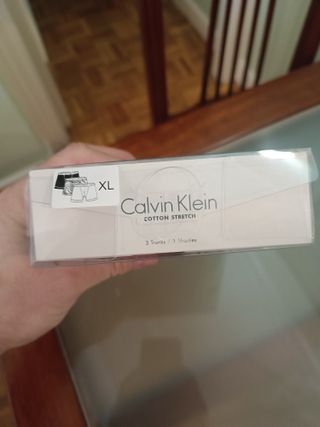 XL
Calvin Klein
COTTON STRETCH
3 Trunks / 3 Shorties